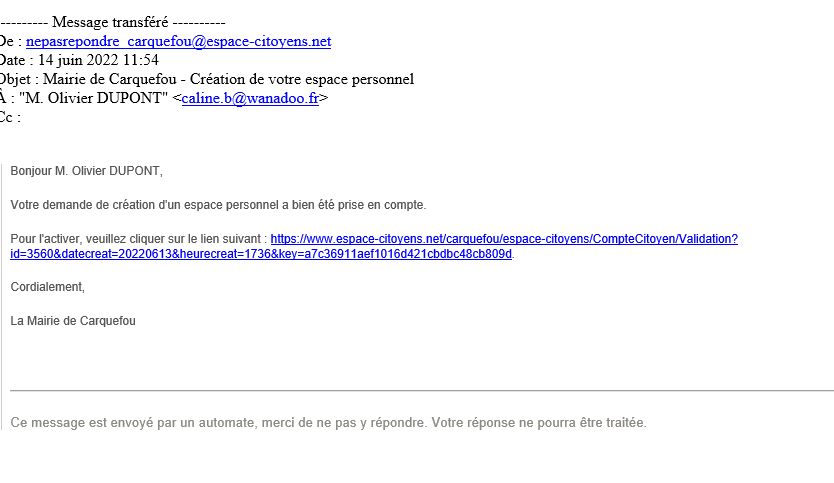 --------- Message transféré ----------
De : nepasrepondre_carquefou@espace-citoyens.net
Date : 14 juin 2022 11:54
Objet : Mairie de Carquefou - Création de votre espace personnel
À : "M. Olivier DUPONT" <caline.b@wanadoo.fr>
Cc :
Bonjour M. Olivier DUPONT,
Votre demande de création d'un espace personnel a bien été prise en compte.
Pour l'activer, veuillez cliquer sur le lien suivant : https://www.espace-citoyens.net/carquefou/espace-citoyens/CompteCitoyen/Validation?
id=3560&datecreat=20220613&heurecreat=1736&key=a7c36911aef1016d421cbdbc48cb809d.
Cordialement,
La Mairie de Carquefou
Ce message est envoyé par un automate, merci de ne pas y répondre. Votre réponse ne pourra être traitée.